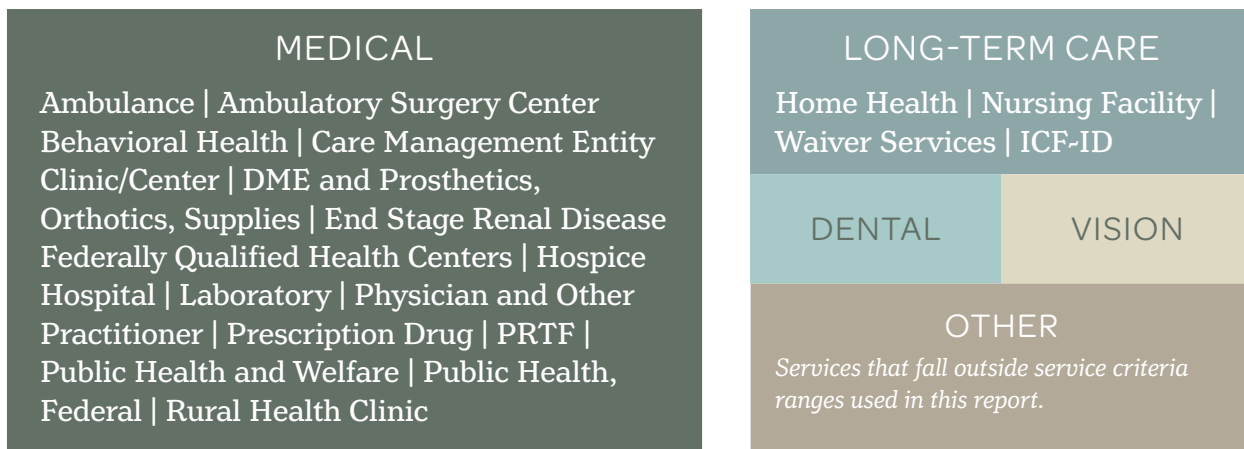 MEDICAL
Ambulance | Ambulatory Surgery Center
Behavioral Health | Care Management Entity
Clinic/Center | DME and Prosthetics,
Orthotics, Supplies | End Stage Renal Disease
Federally Qualified Health Centers | Hospice
Hospital | Laboratory | Physician and Other
Practitioner | Prescription Drug | PRTF |
Public Health and Welfare | Public Health,
Federal | Rural Health Clinic
LONG-TERM CARE
Home Health | Nursing Facility |
Waiver Services | ICF-ID
DENTAL
VISION
OTHER
Services that fall outside service criteria
ranges used in this report.